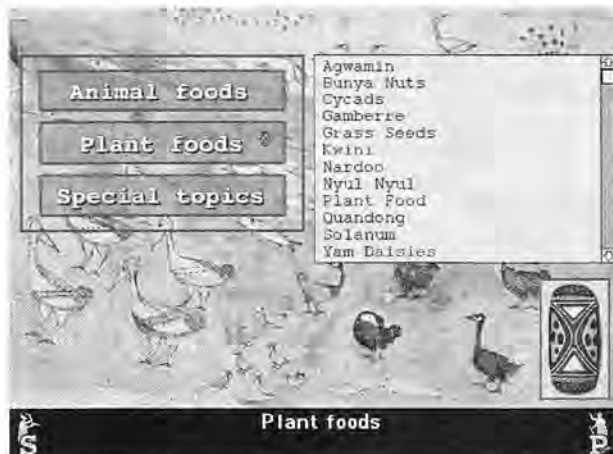 Animal foods
Plant foods
Special topics
Agwamin
Bunya Nuts
Cycads
Gamberre
Grass Seeds
Kwini
Nardoo
Nyul Nyul
Plant Food
Quandong
Solanum
Yam Daisies
Plant foods
S
P